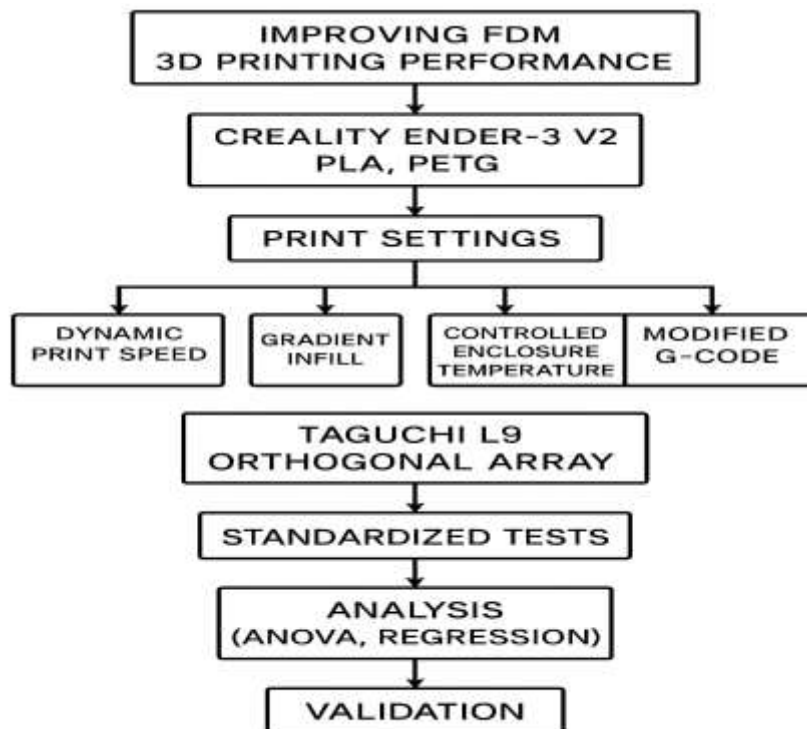 IMPROVING FDM
3D PRINTING PERFORMANCE
CREALITY ENDER-3 V2
PLA, PETG
PRINT SETTINGS
DYNAMIC
PRINT SPEED
GRADIENT
INFILL
CONTROLLED
ENCLOSURE
TEMPERATURE
MODIFIED
G-CODE
TAGUCHI L9
ORTHOGONAL ARRAY
STANDARDIZED TESTS
ANALYSIS
(ANOVA, REGRESSION)
VALIDATION